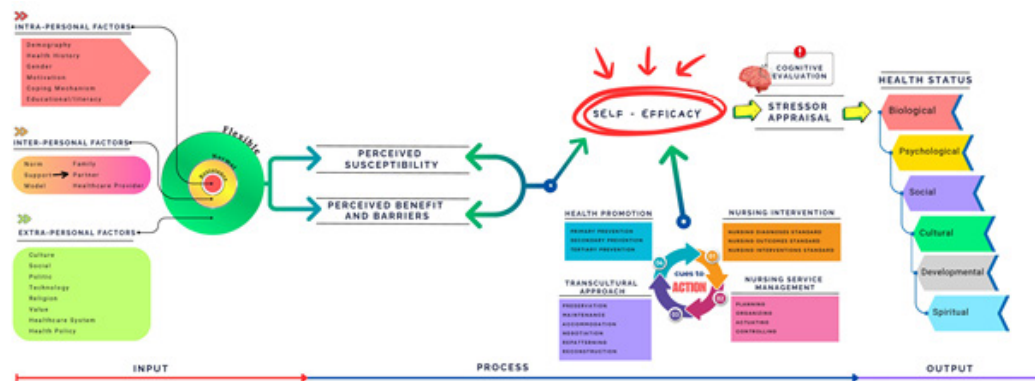 INTRA-PERSONAL FACTORS
Demography
Health History
Gender
Motivation
Coping Mechanism
Educational/literacy
INTER-PERSONAL FACTORS
Norm Family
Support Partner
Model Healthcare Provider
EXTRA-PERSONAL FACTORS
Culture
Social
Politic
Technology
Religion
Value
Healthcare System
Health Policy
Flexible
Normal
Resistance
PERCEIVED
SUSCEPTIBILITY
PERCEIVED BENEFIT
AND BARRIERS
SELF - EFFICACY
COGNITIVE
EVALUATION
STRESSOR
APPRAISAL
HEALTH PROMOTION
PRIMARY PREVENTION
SECONDARY PREVENTION
TERTIARY PREVENTION
NURSING INTERVENTION
NURSING DIAGNOSES STANDARD
NURSING OUTCOMES STANDARD
NURSING INTERVENTIONS STANDARD
TRANSCULTURAL
APPROACH
PRESERVATION
MAINTENANCE
ACCOMMODATION
NEGOTIATION
REPATTERNING
RECONSTRUCTION
NURSING SERVICE
MANAGEMENT
PLANNING
ORGANIZING
ACTUATING
CONTROLLING
04
01
02
03
cues to
ACTION
HEALTH STATUS
Biological
Psychological
Social
Cultural
Developmental
Spiritual
INPUT
PROCESS
OUTPUT